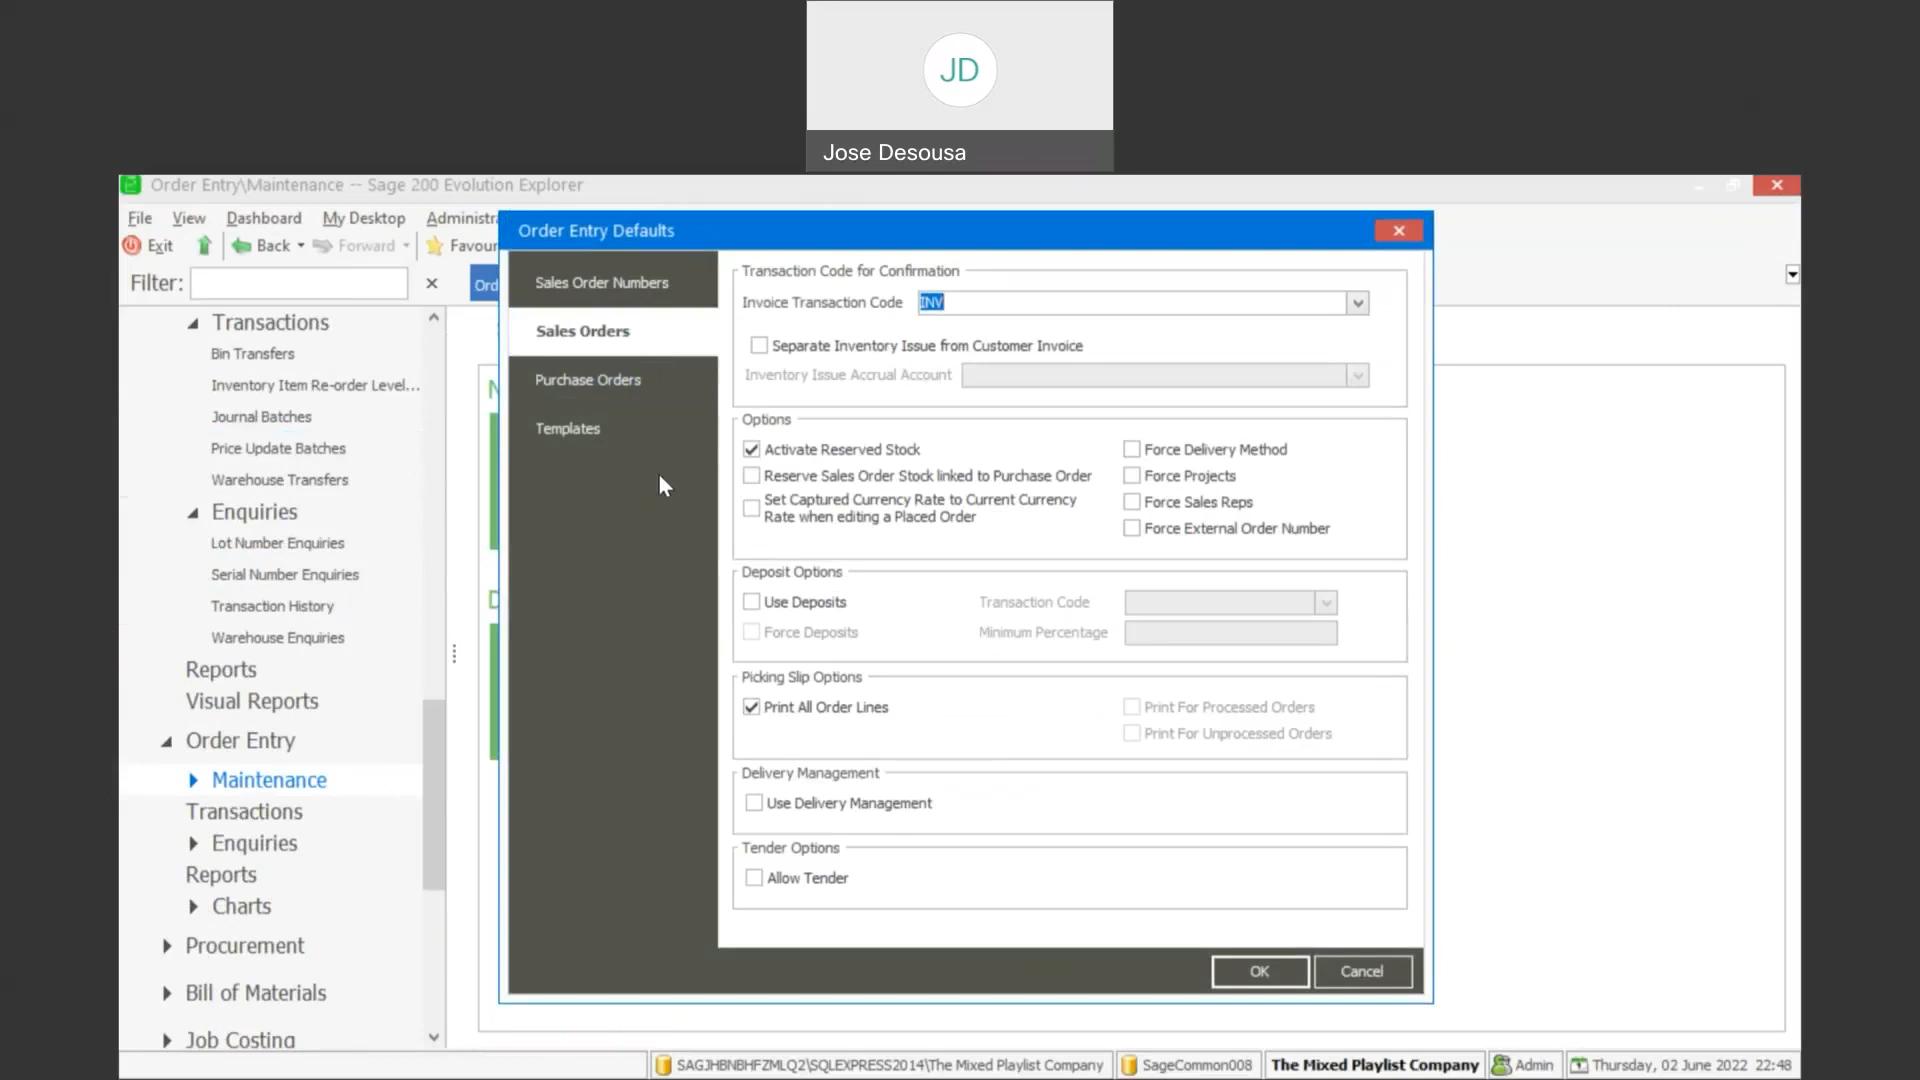 JD
Jose Desousa
Order Entry\Maintenance -- Sage 200 Evolution Explorer
File View Dashboard My Desktop
Exit Back Forward
Filter:
Transactions
Bin Transfers
Inventory Item Re-order Level...
Journal Batches
Price Update Batches
Warehouse Transfers
Enquiries
Lot Number Enquiries
Serial Number Enquiries
Transaction History
Warehouse Enquiries
Reports
Visual Reports
Order Entry
Maintenance
Transactions
Enquiries
Reports
Charts
Procurement
Bill of Materials
Job Costing
Order Entry Defaults
Sales Order Numbers
Sales Orders
Purchase Orders
Templates
Transaction Code for Confirmation
Invoice Transaction Code INV
Separate Inventory Issue from Customer Invoice
Inventory Issue Accrual Account
Options
Activate Reserved Stock
Reserve Sales Order Stock linked to Purchase Order
Set Captured Currency Rate to Current Currency
Rate when editing a Placed Order
Force Delivery Method
Force Projects
Force Sales Reps
Force External Order Number
Deposit Options
Use Deposits Transaction Code
Force Deposits Minimum Percentage
Picking Slip Options
Print All Order Lines Print For Processed Orders
Print For Unprocessed Orders
Delivery Management
Use Delivery Management
Tender Options
Allow Tender
OK Cancel
SAGJHBNBHFZMLQ2\SQLEXPRESS2014\The Mixed Playlist Company SageCommon008 The Mixed Playlist Company Admin Thursday, 02 June 2022 22:48